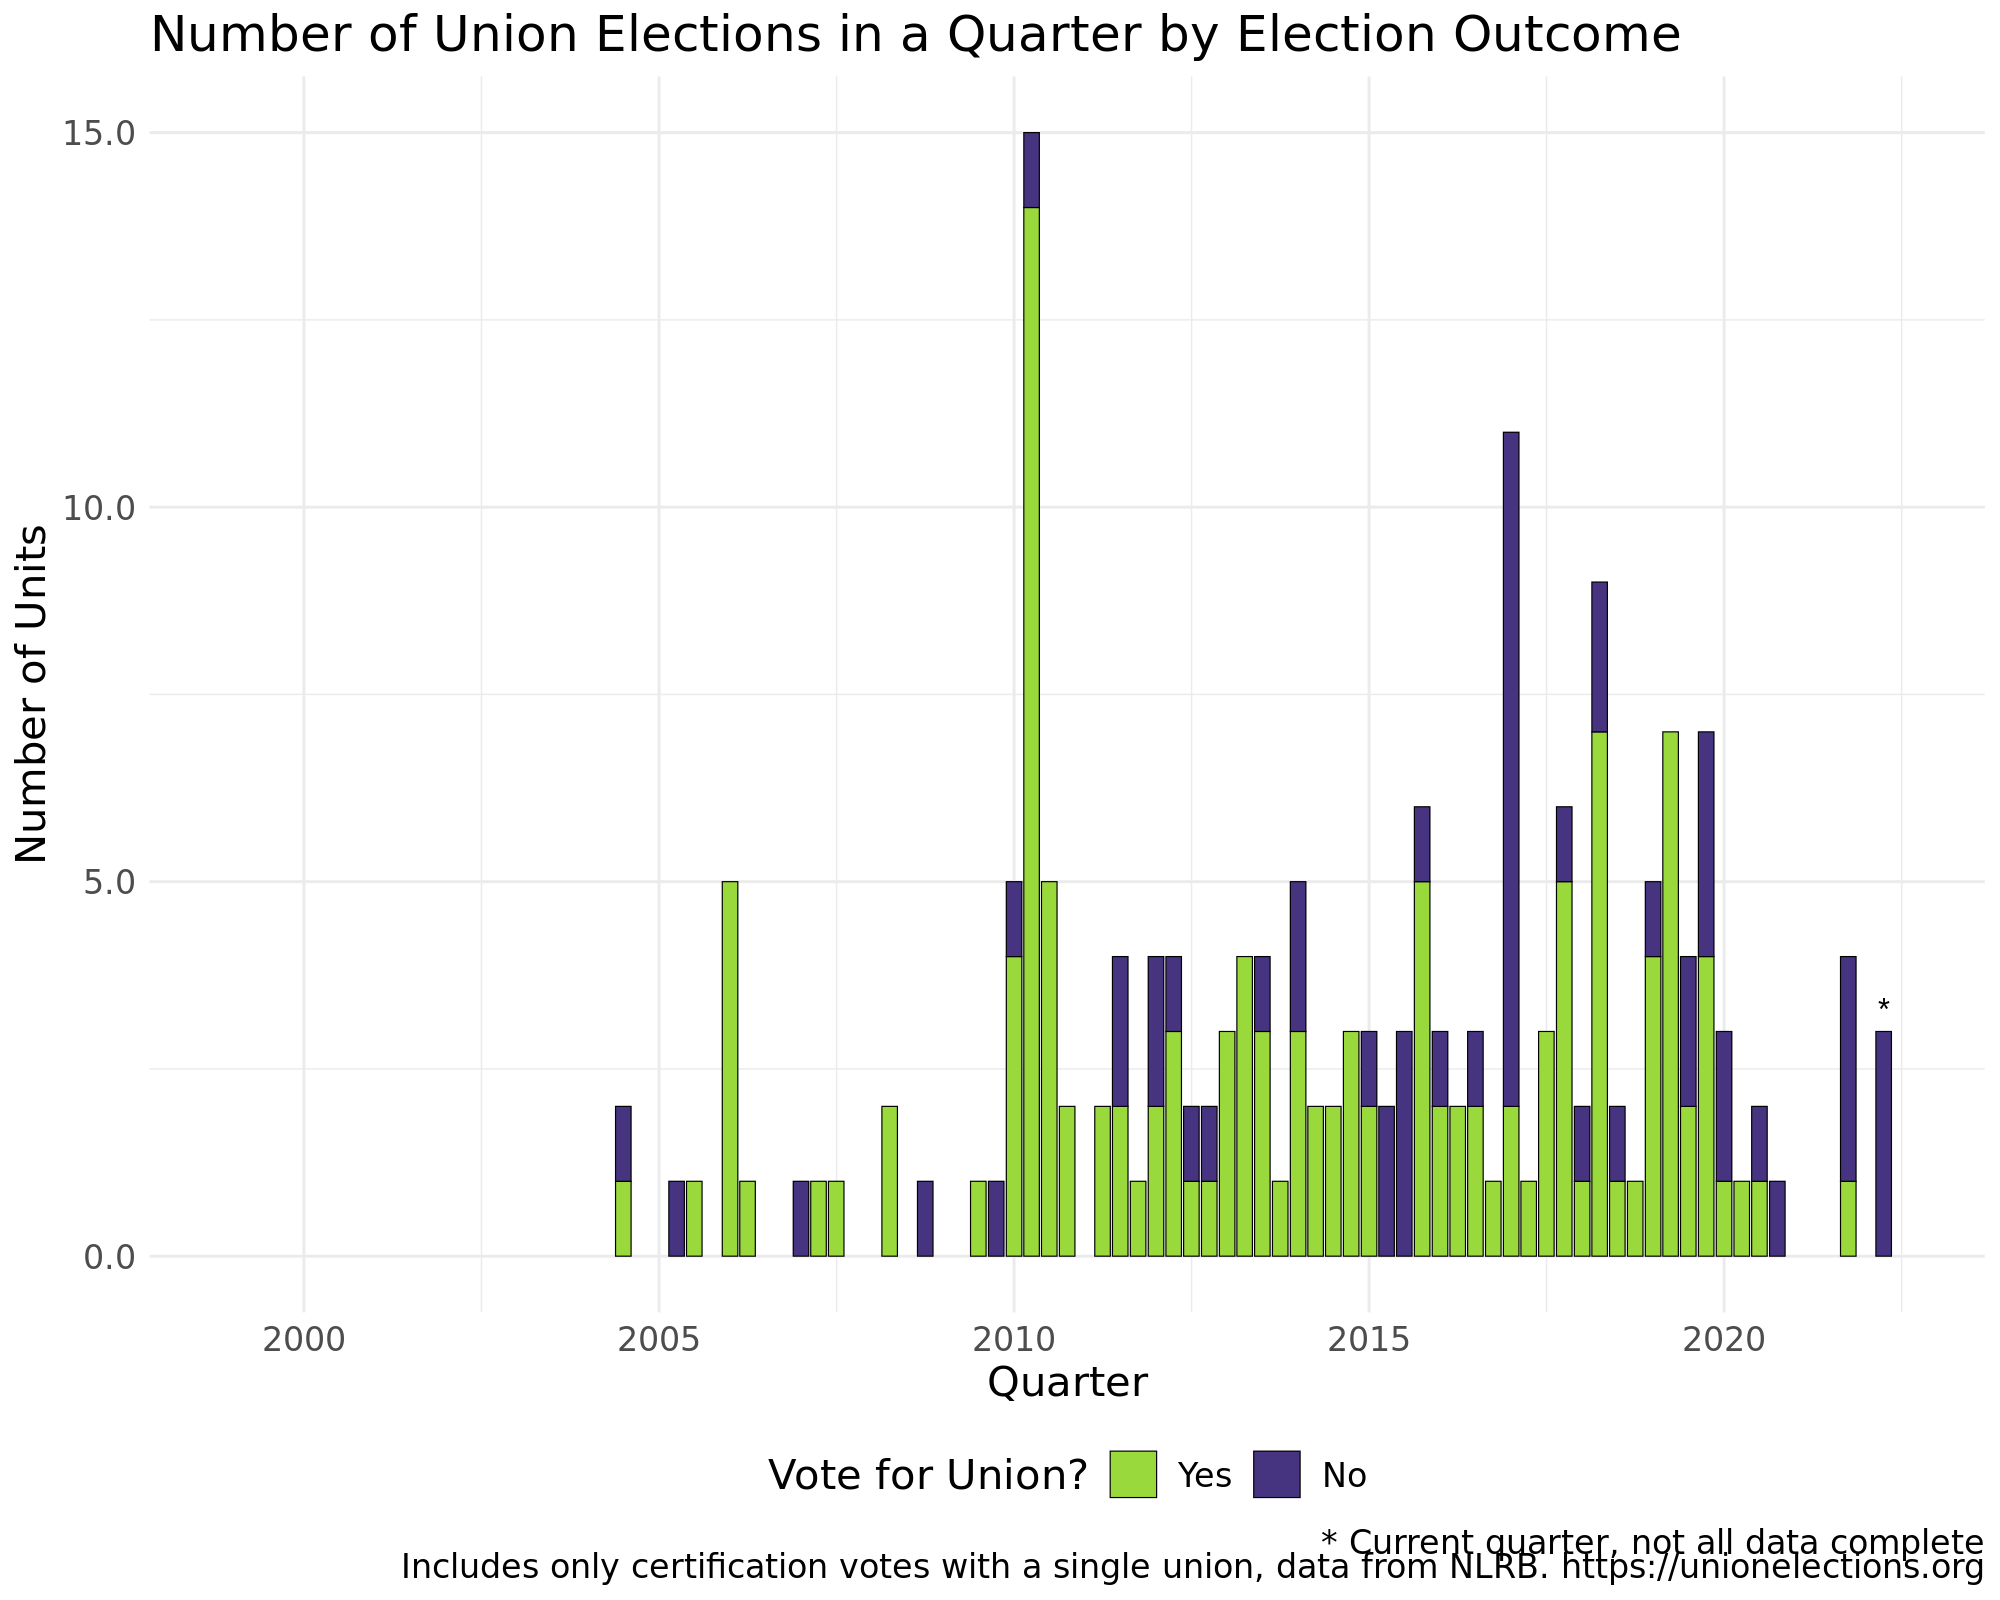 Number of Union Elections in a Quarter by Election Outcome
15.0
10.0
5.0
0.0
Number of Units
*
2000 2005 2010 2015 2020
Quarter
Vote for Union? Yes No
* Current quarter, not all data complete
Includes only certification votes with a single union, data from NLRB. https://unionelections.org